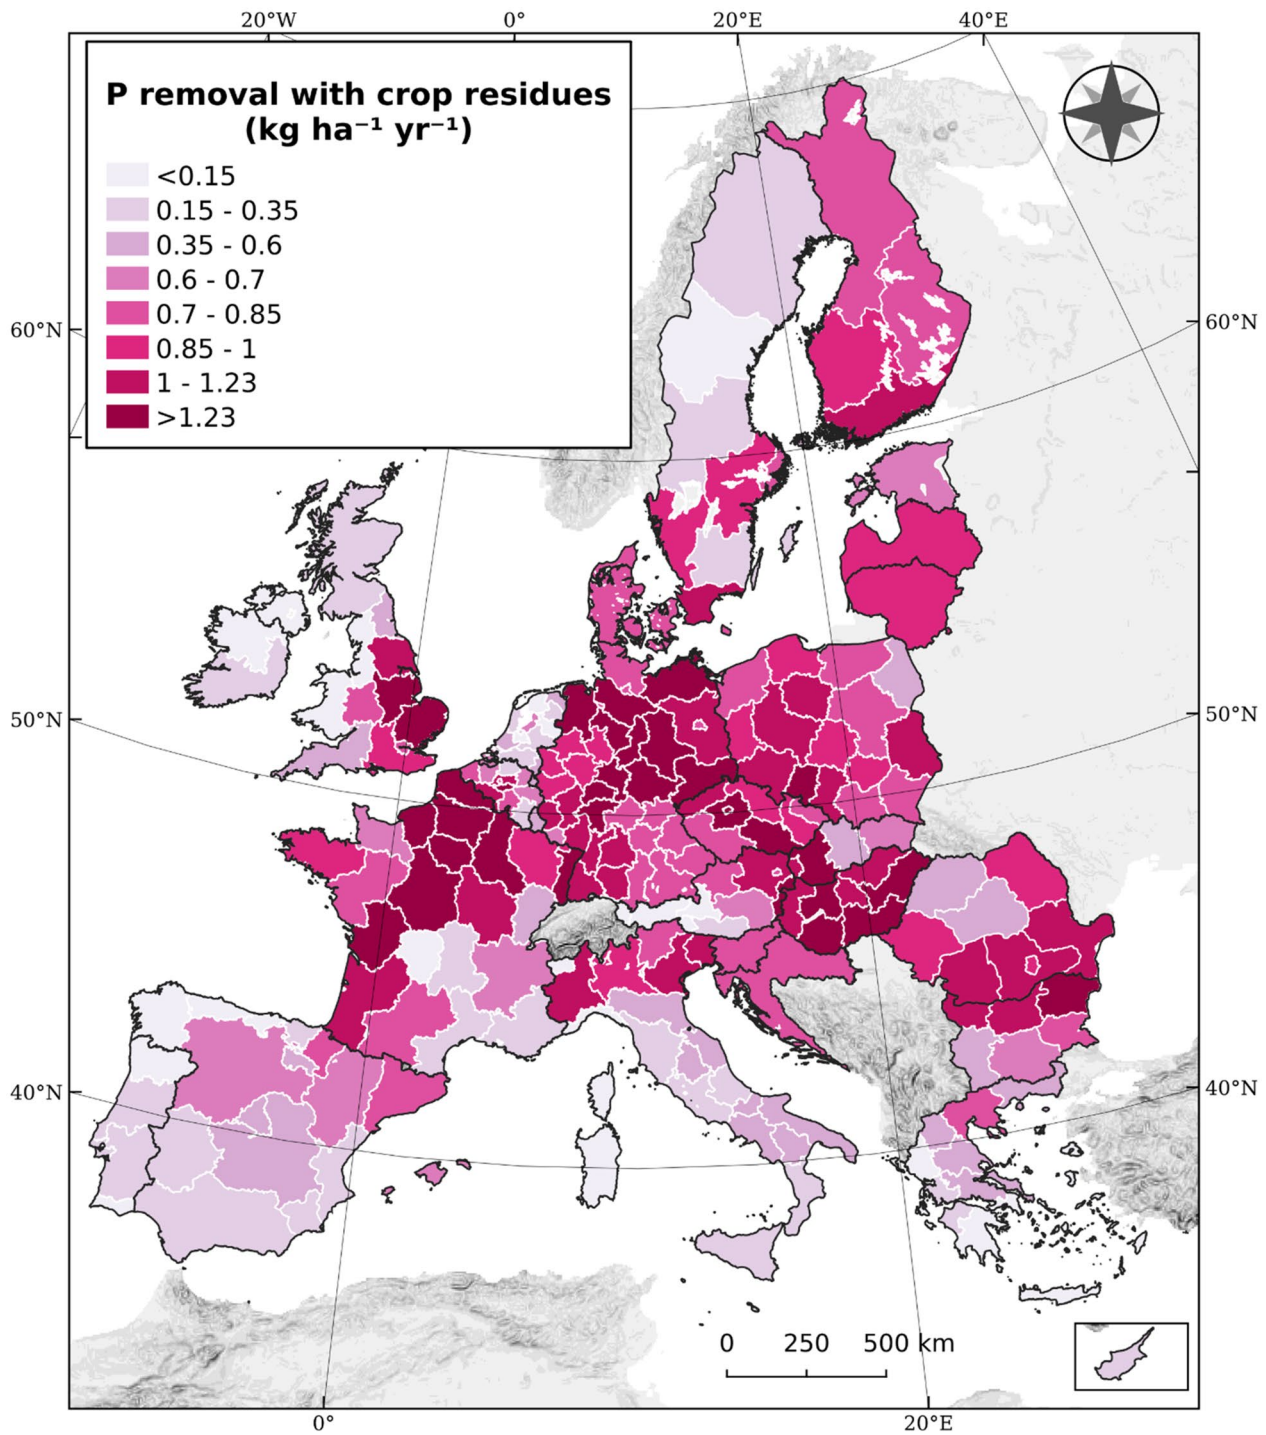 20°W 0° 20°E 40°E
P removal with crop residues
(kg ha⁻¹ yr⁻¹)
<0.15
0.15 - 0.35
0.35 - 0.6
0.6 - 0.7
0.7 - 0.85
0.85 - 1
1 - 1.23
>1.23
60°N 60°N
50°N 50°N
40°N 40°N
0 250 500 km
0° 20°E